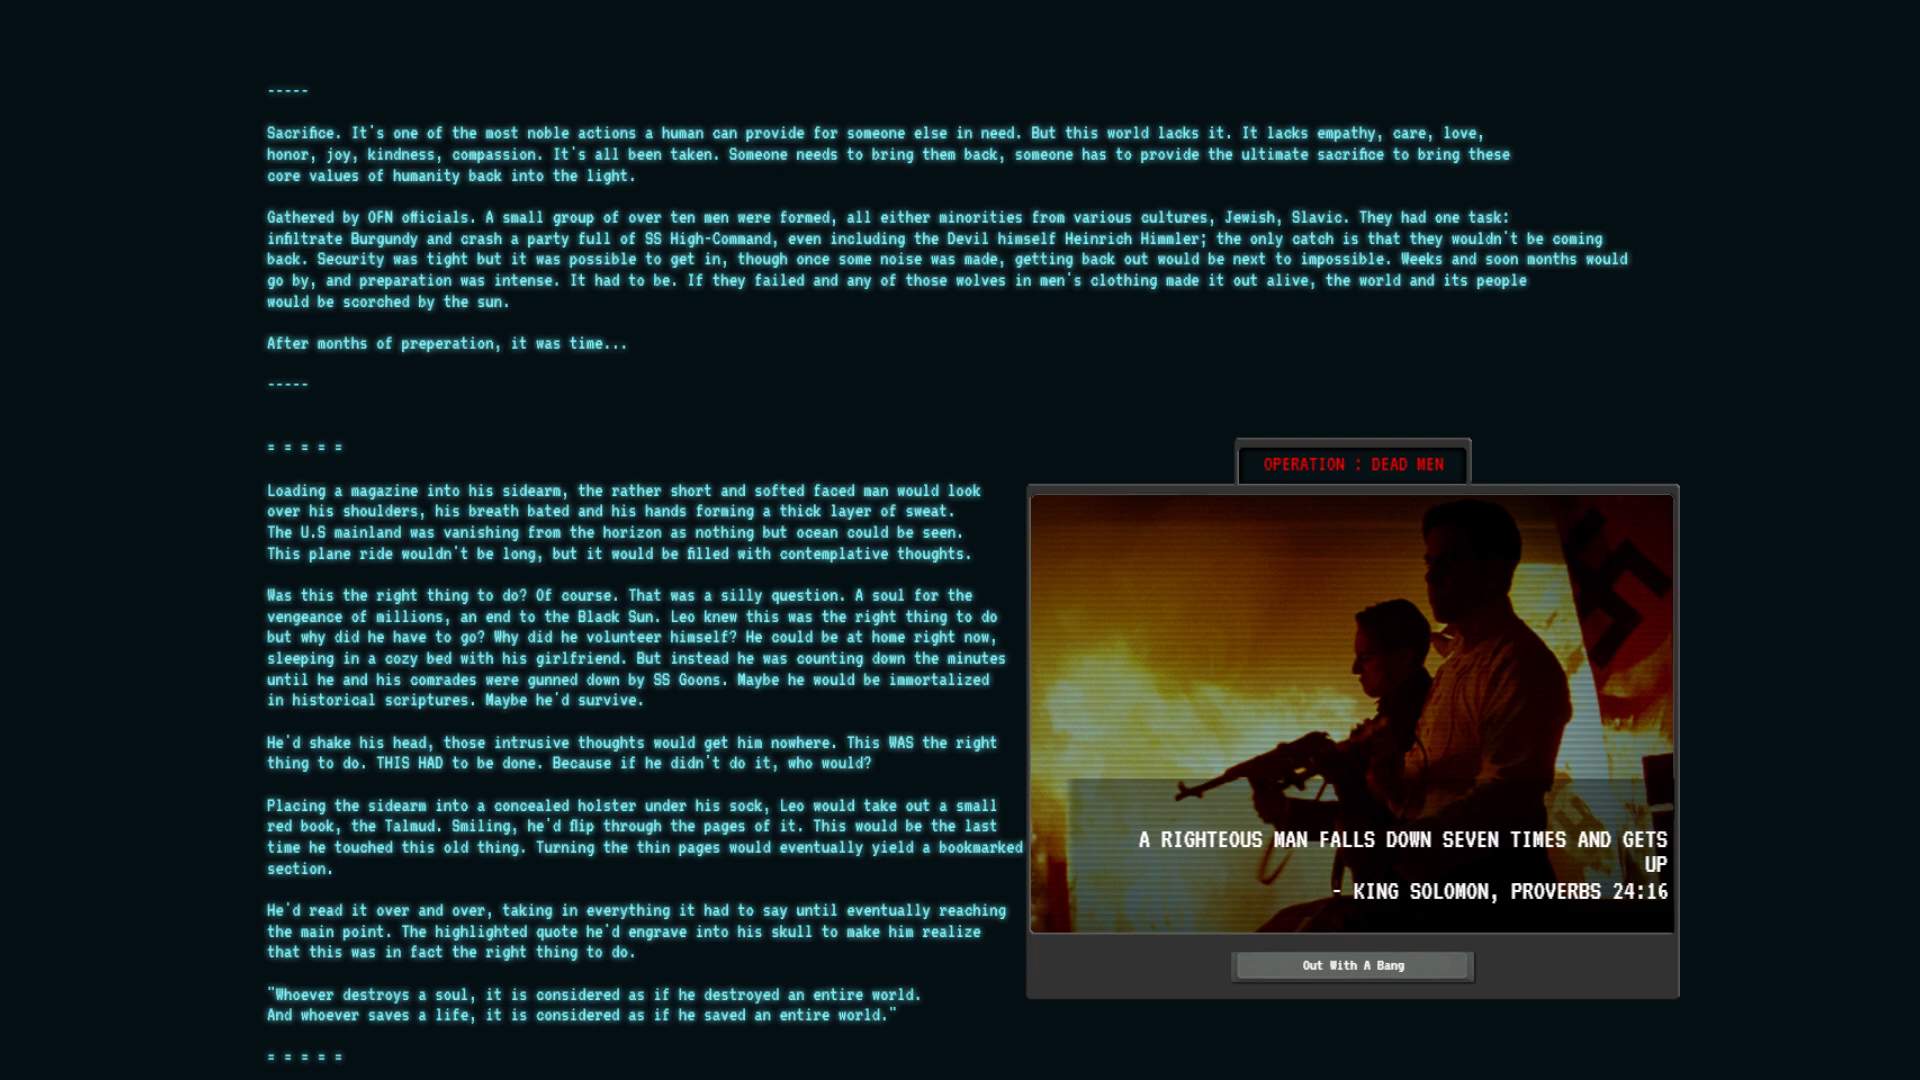 -----
Sacrifice. It's one of the most noble actions a human can provide for someone else in need. But this world lacks it. It lacks empathy, care, love,
honor, joy, kindness, compassion. It's all been taken. Someone needs to bring them back, someone has to provide the ultimate sacrifice to bring these
core values of humanity back into the light.
Gathered by OFN officials. A small group of over ten men were formed, all either minorities from various cultures, Jewish, Slavic. They had one task:
infiltrate Burgundy and crash a party full of SS High-Command, even including the Devil himself Heinrich Himmler; the only catch is that they wouldn't be coming
back. Security was tight but it was possible to get in, though once some noise was made, getting back out would be next to impossible. Weeks and soon months would
go by, and preparation was intense. It had to be. If they failed and any of those wolves in men's clothing made it out alive, the world and its people
would be scorched by the sun.
After months of preperation, it was time...
-----
= = = = =
Loading a magazine into his sidearm, the rather short and softed faced man would look
over his shoulders, his breath bated and his hands forming a thick layer of sweat.
The U.S mainland was vanishing from the horizon as nothing but ocean could be seen.
This plane ride wouldn't be long, but it would be filled with contemplative thoughts.
Was this the right thing to do? Of course. That was a silly question. A soul for the
vengeance of millions, an end to the Black Sun. Leo knew this was the right thing to do
but why did he have to go? Why did he volunteer himself? He could be at home right now,
sleeping in a cozy bed with his girlfriend. But instead he was counting down the minutes
until he and his comrades were gunned down by SS Goons. Maybe he would be immortalized
in historical scriptures. Maybe he'd survive.
He'd shake his head, those intrusive thoughts would get him nowhere. This WAS the right
thing to do. THIS HAD to be done. Because if he didn't do it, who would?
Placing the sidearm into a concealed holster under his sock, Leo would take out a small
red book, the Talmud. Smiling, he'd flip through the pages of it. This would be the last
time he touched this old thing. Turning the thin pages would eventually yield a bookmarked
section.
He'd read it over and over, taking in everything it had to say until eventually reaching
the main point. The highlighted quote he'd engrave into his skull to make him realize
that this was in fact the right thing to do.
"Whoever destroys a soul, it is considered as if he destroyed an entire world.
And whoever saves a life, it is considered as if he saved an entire world."
= = = = =
OPERATION : DEAD MEN
A RIGHTEOUS MAN FALLS DOWN SEVEN TIMES AND GETS
UP
- KING SOLOMON, PROVERBS 24:16
Out With A Bang